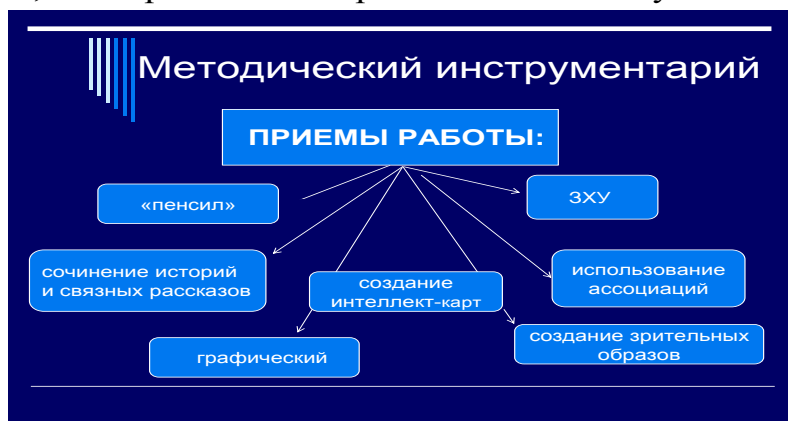 Методический инструментарий
ПРИЕМЫ РАБОТЫ:
«пенсил»
ЗХУ
сочинение историй
и связных рассказов
создание
интеллект-карт
использование
ассоциаций
графический
создание зрительных
образов